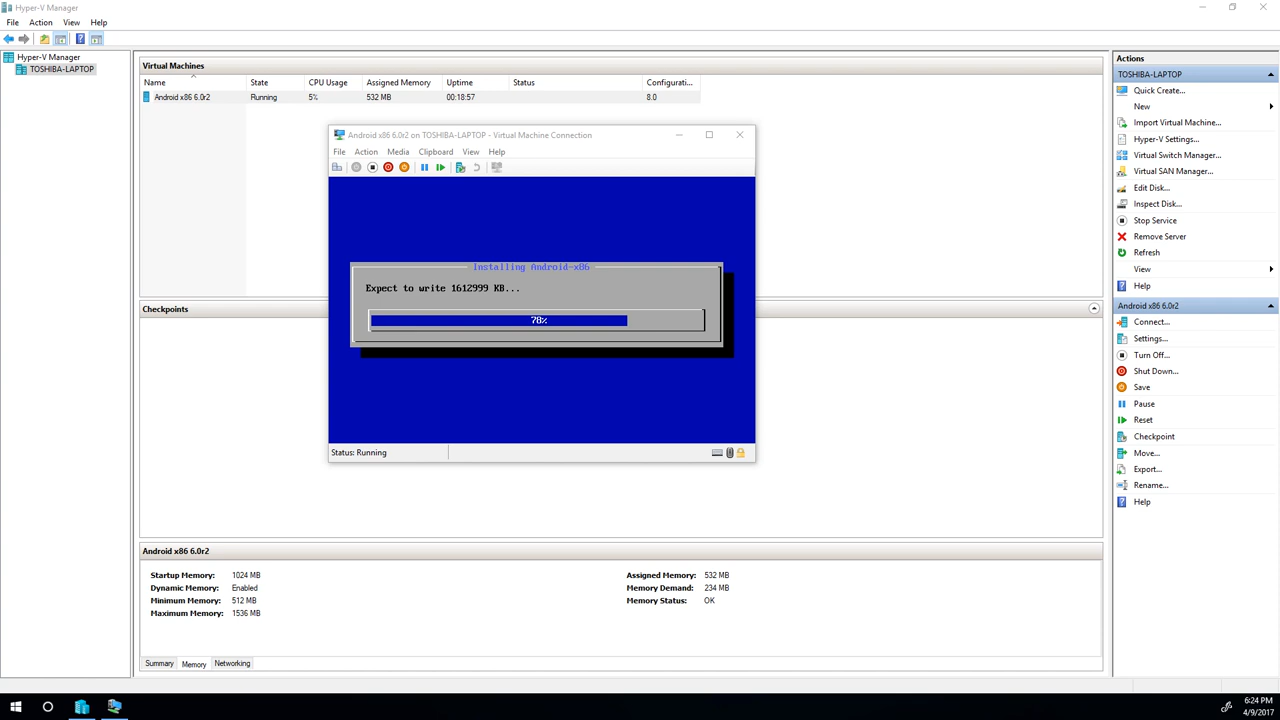 Hyper-V Manager
File Action View Help
Hyper-V Manager
TOSHIBA-LAPTOP
Virtual Machines
Name State CPU Usage Assigned Memory Uptime Status Configurati...
Android x86 6.0r2 Running 5% 532 MB 00:18:57 8.0
Android x86 6.0r2 on TOSHIBA-LAPTOP - Virtual Machine Connection
File Action Media Clipboard View Help
Installing Android-x86
Expect to write 1612999 KB...
78%
Status: Running
Checkpoints
Android x86 6.0r2
Startup Memory: 1024 MB Assigned Memory: 532 MB
Dynamic Memory: Enabled Memory Demand: 234 MB
Minimum Memory: 512 MB Memory Status: OK
Maximum Memory: 1536 MB
Summary Memory Networking
Actions
TOSHIBA-LAPTOP
Quick Create...
New
Import Virtual Machine...
Hyper-V Settings...
Virtual Switch Manager...
Virtual SAN Manager...
Edit Disk...
Inspect Disk...
Stop Service
Remove Server
Refresh
View
Help
Android x86 6.0r2
Connect...
Settings...
Turn Off...
Shut Down...
Save
Pause
Reset
Checkpoint
Move...
Export...
Rename...
Help
6:24 PM
4/9/2017